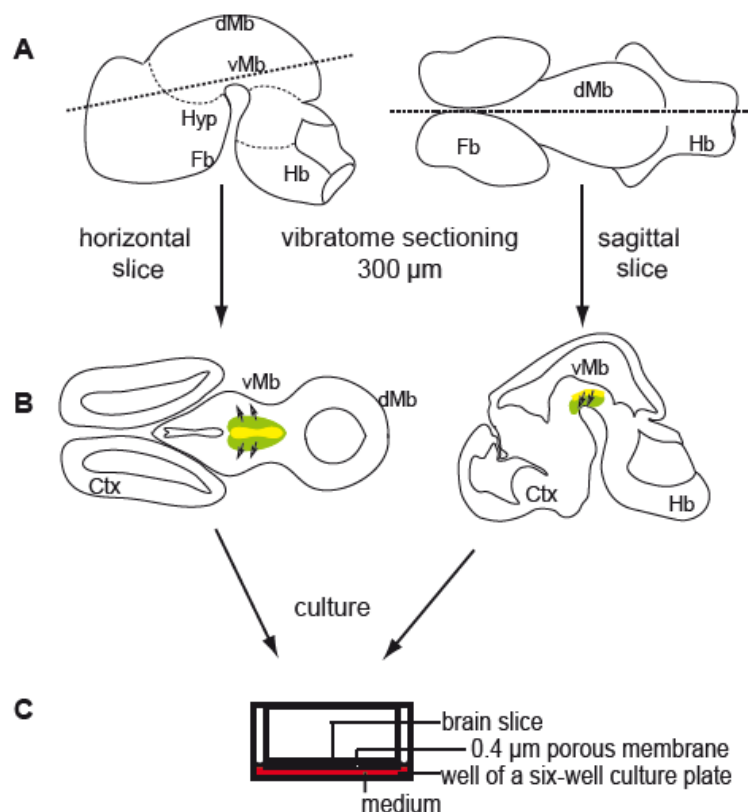 A
dMb
vMb
Hyp
Fb
Hb
dMb
Fb
Hb
horizontal
slice
vibratome sectioning
300 µm
sagittal
slice
B
vMb
dMb
Ctx
vMb
Ctx
Hb
culture
C
brain slice
0.4 µm porous membrane
well of a six-well culture plate
medium